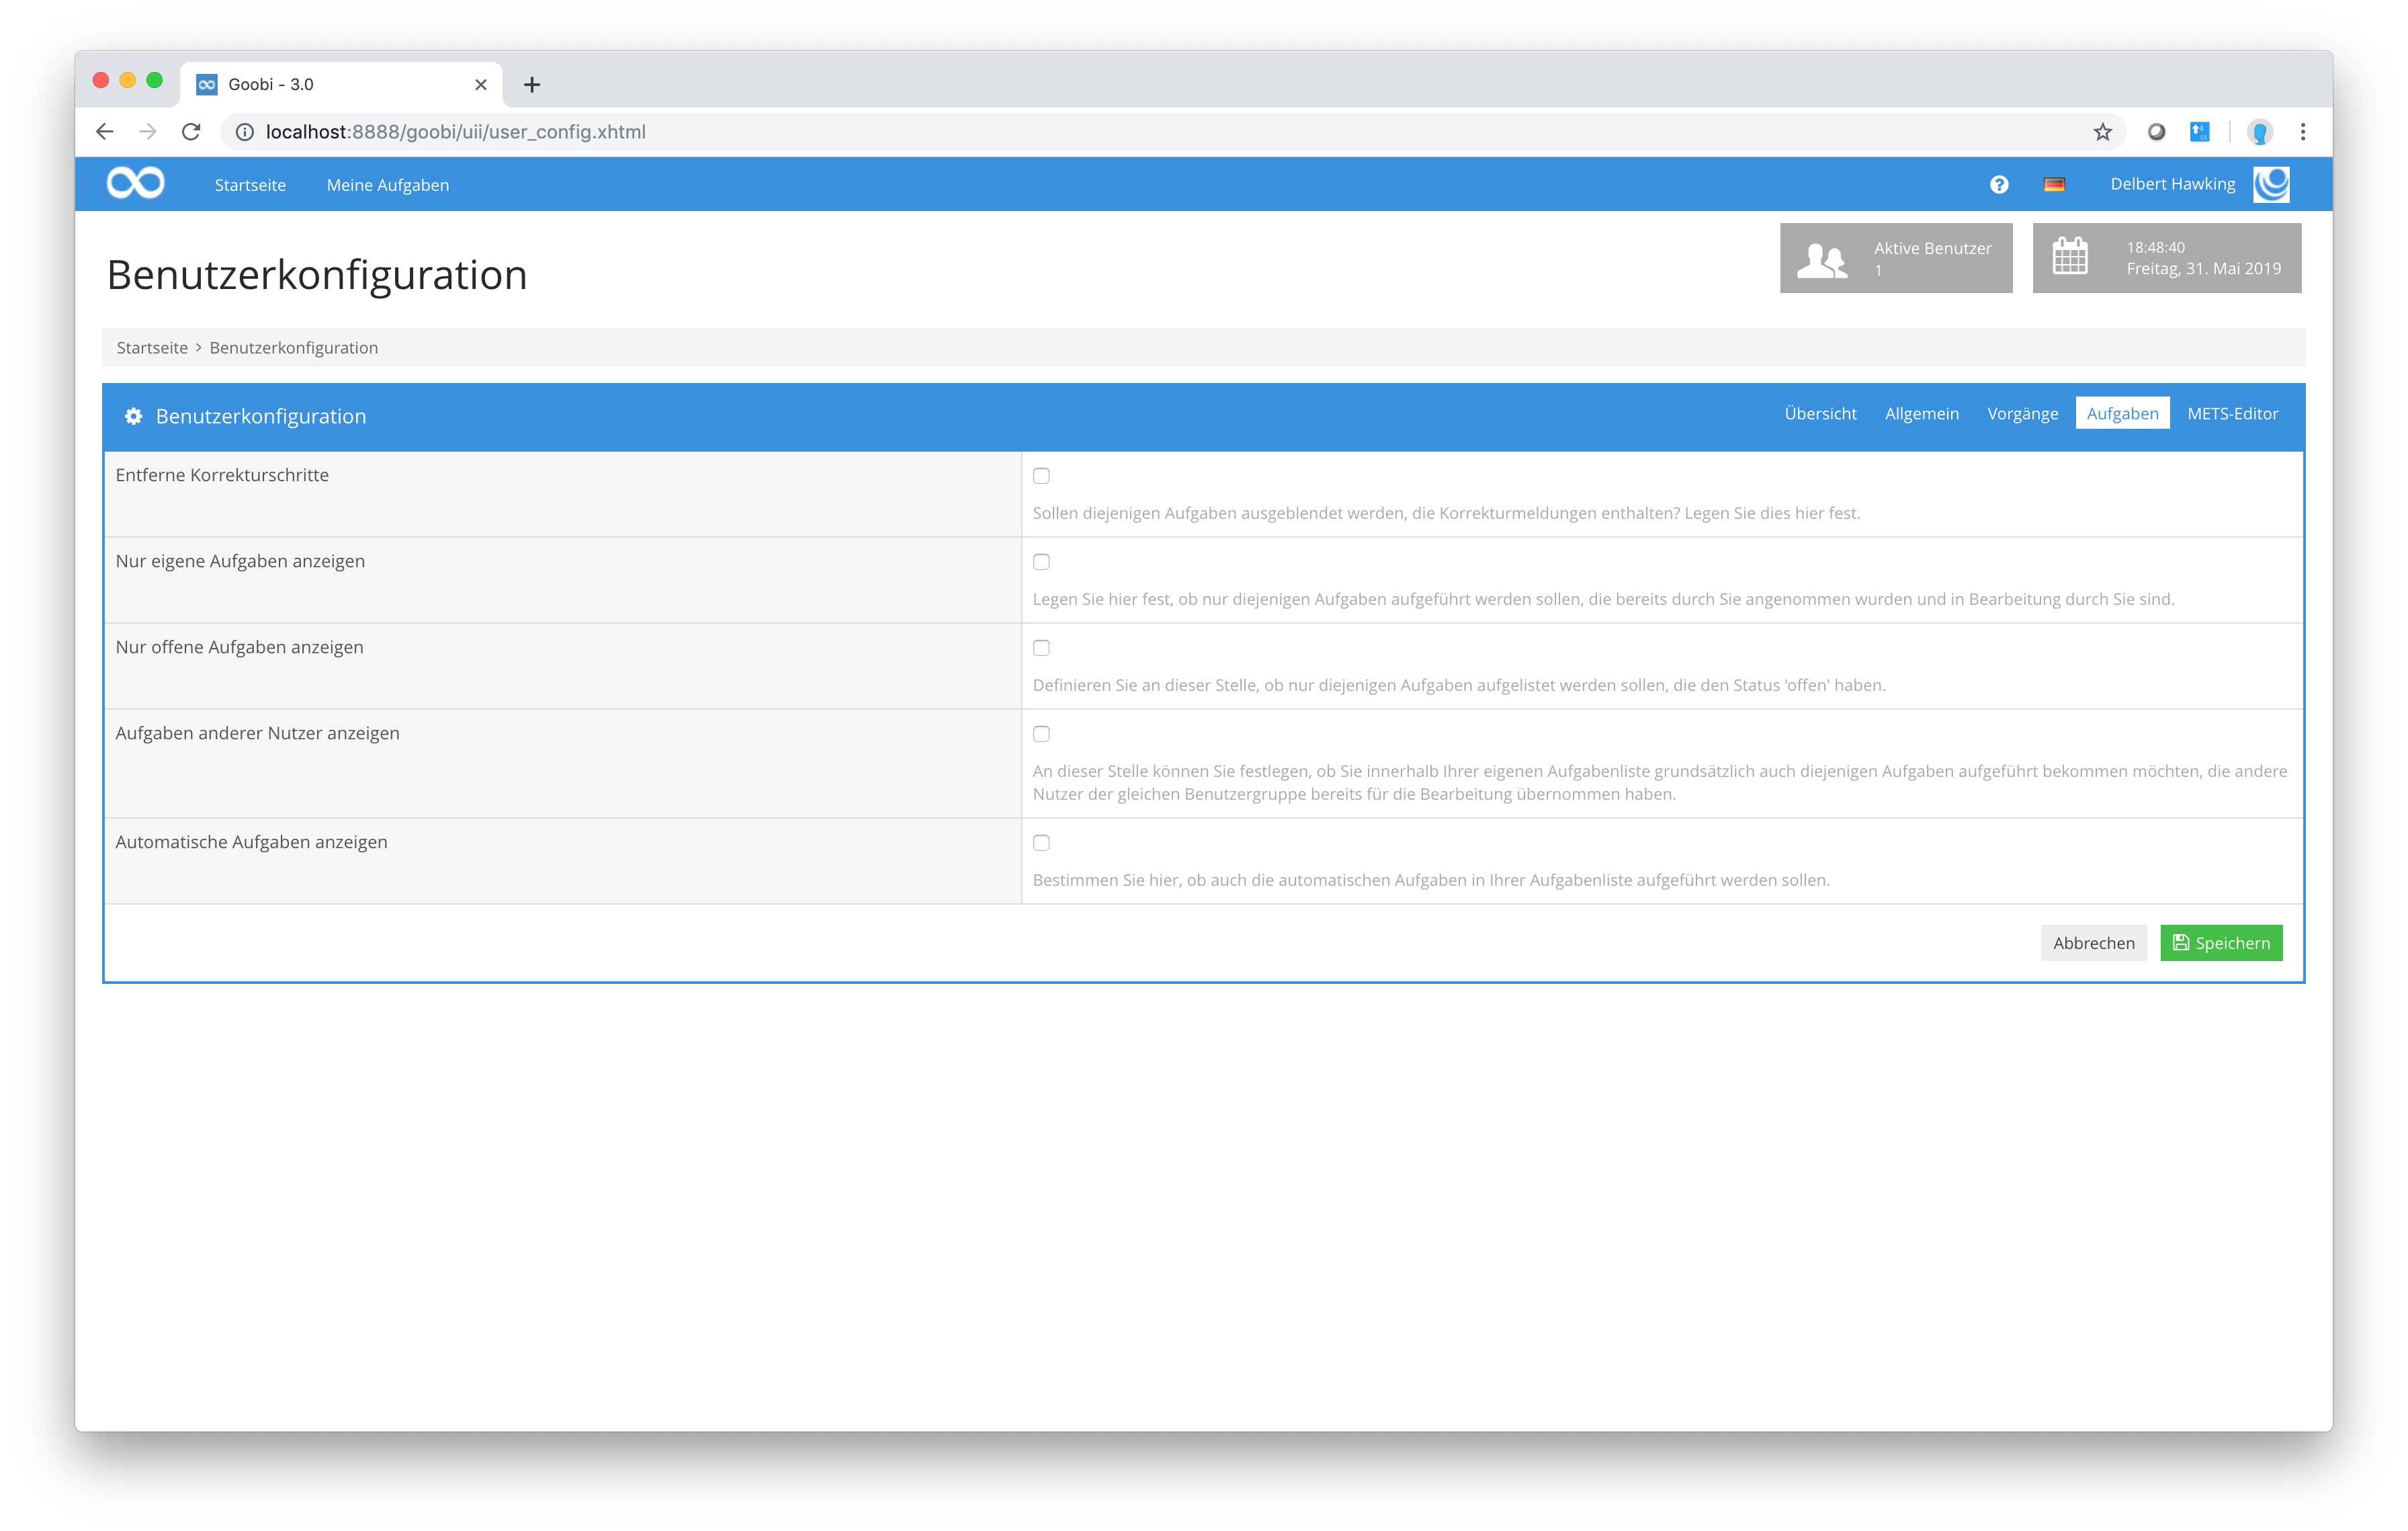 Goobi - 3.0
localhost:8888/goobi/uii/user_config.xhtml
Startseite Meine Aufgaben Delbert Hawking
Benutzerkonfiguration
Aktive Benutzer
1
18:48:40
Freitag, 31. Mai 2019
Startseite > Benutzerkonfiguration
Benutzerkonfiguration Übersicht Allgemein Vorgänge Aufgaben METS-Editor
Entferne Korrekturschritte
Sollen diejenigen Aufgaben ausgeblendet werden, die Korrekturmeldungen enthalten? Legen Sie dies hier fest.
Nur eigene Aufgaben anzeigen
Legen Sie hier fest, ob nur diejenigen Aufgaben aufgeführt werden sollen, die bereits durch Sie angenommen wurden und in Bearbeitung durch Sie sind.
Nur offene Aufgaben anzeigen
Definieren Sie an dieser Stelle, ob nur diejenigen Aufgaben aufgelistet werden sollen, die den Status 'offen' haben.
Aufgaben anderer Nutzer anzeigen
An dieser Stelle können Sie festlegen, ob Sie innerhalb Ihrer eigenen Aufgabenliste grundsätzlich auch diejenigen Aufgaben aufgeführt bekommen möchten, die andere
Nutzer der gleichen Benutzergruppe bereits für die Bearbeitung übernommen haben.
Automatische Aufgaben anzeigen
Bestimmen Sie hier, ob auch die automatischen Aufgaben in Ihrer Aufgabenliste aufgeführt werden sollen.
Abbrechen Speichern